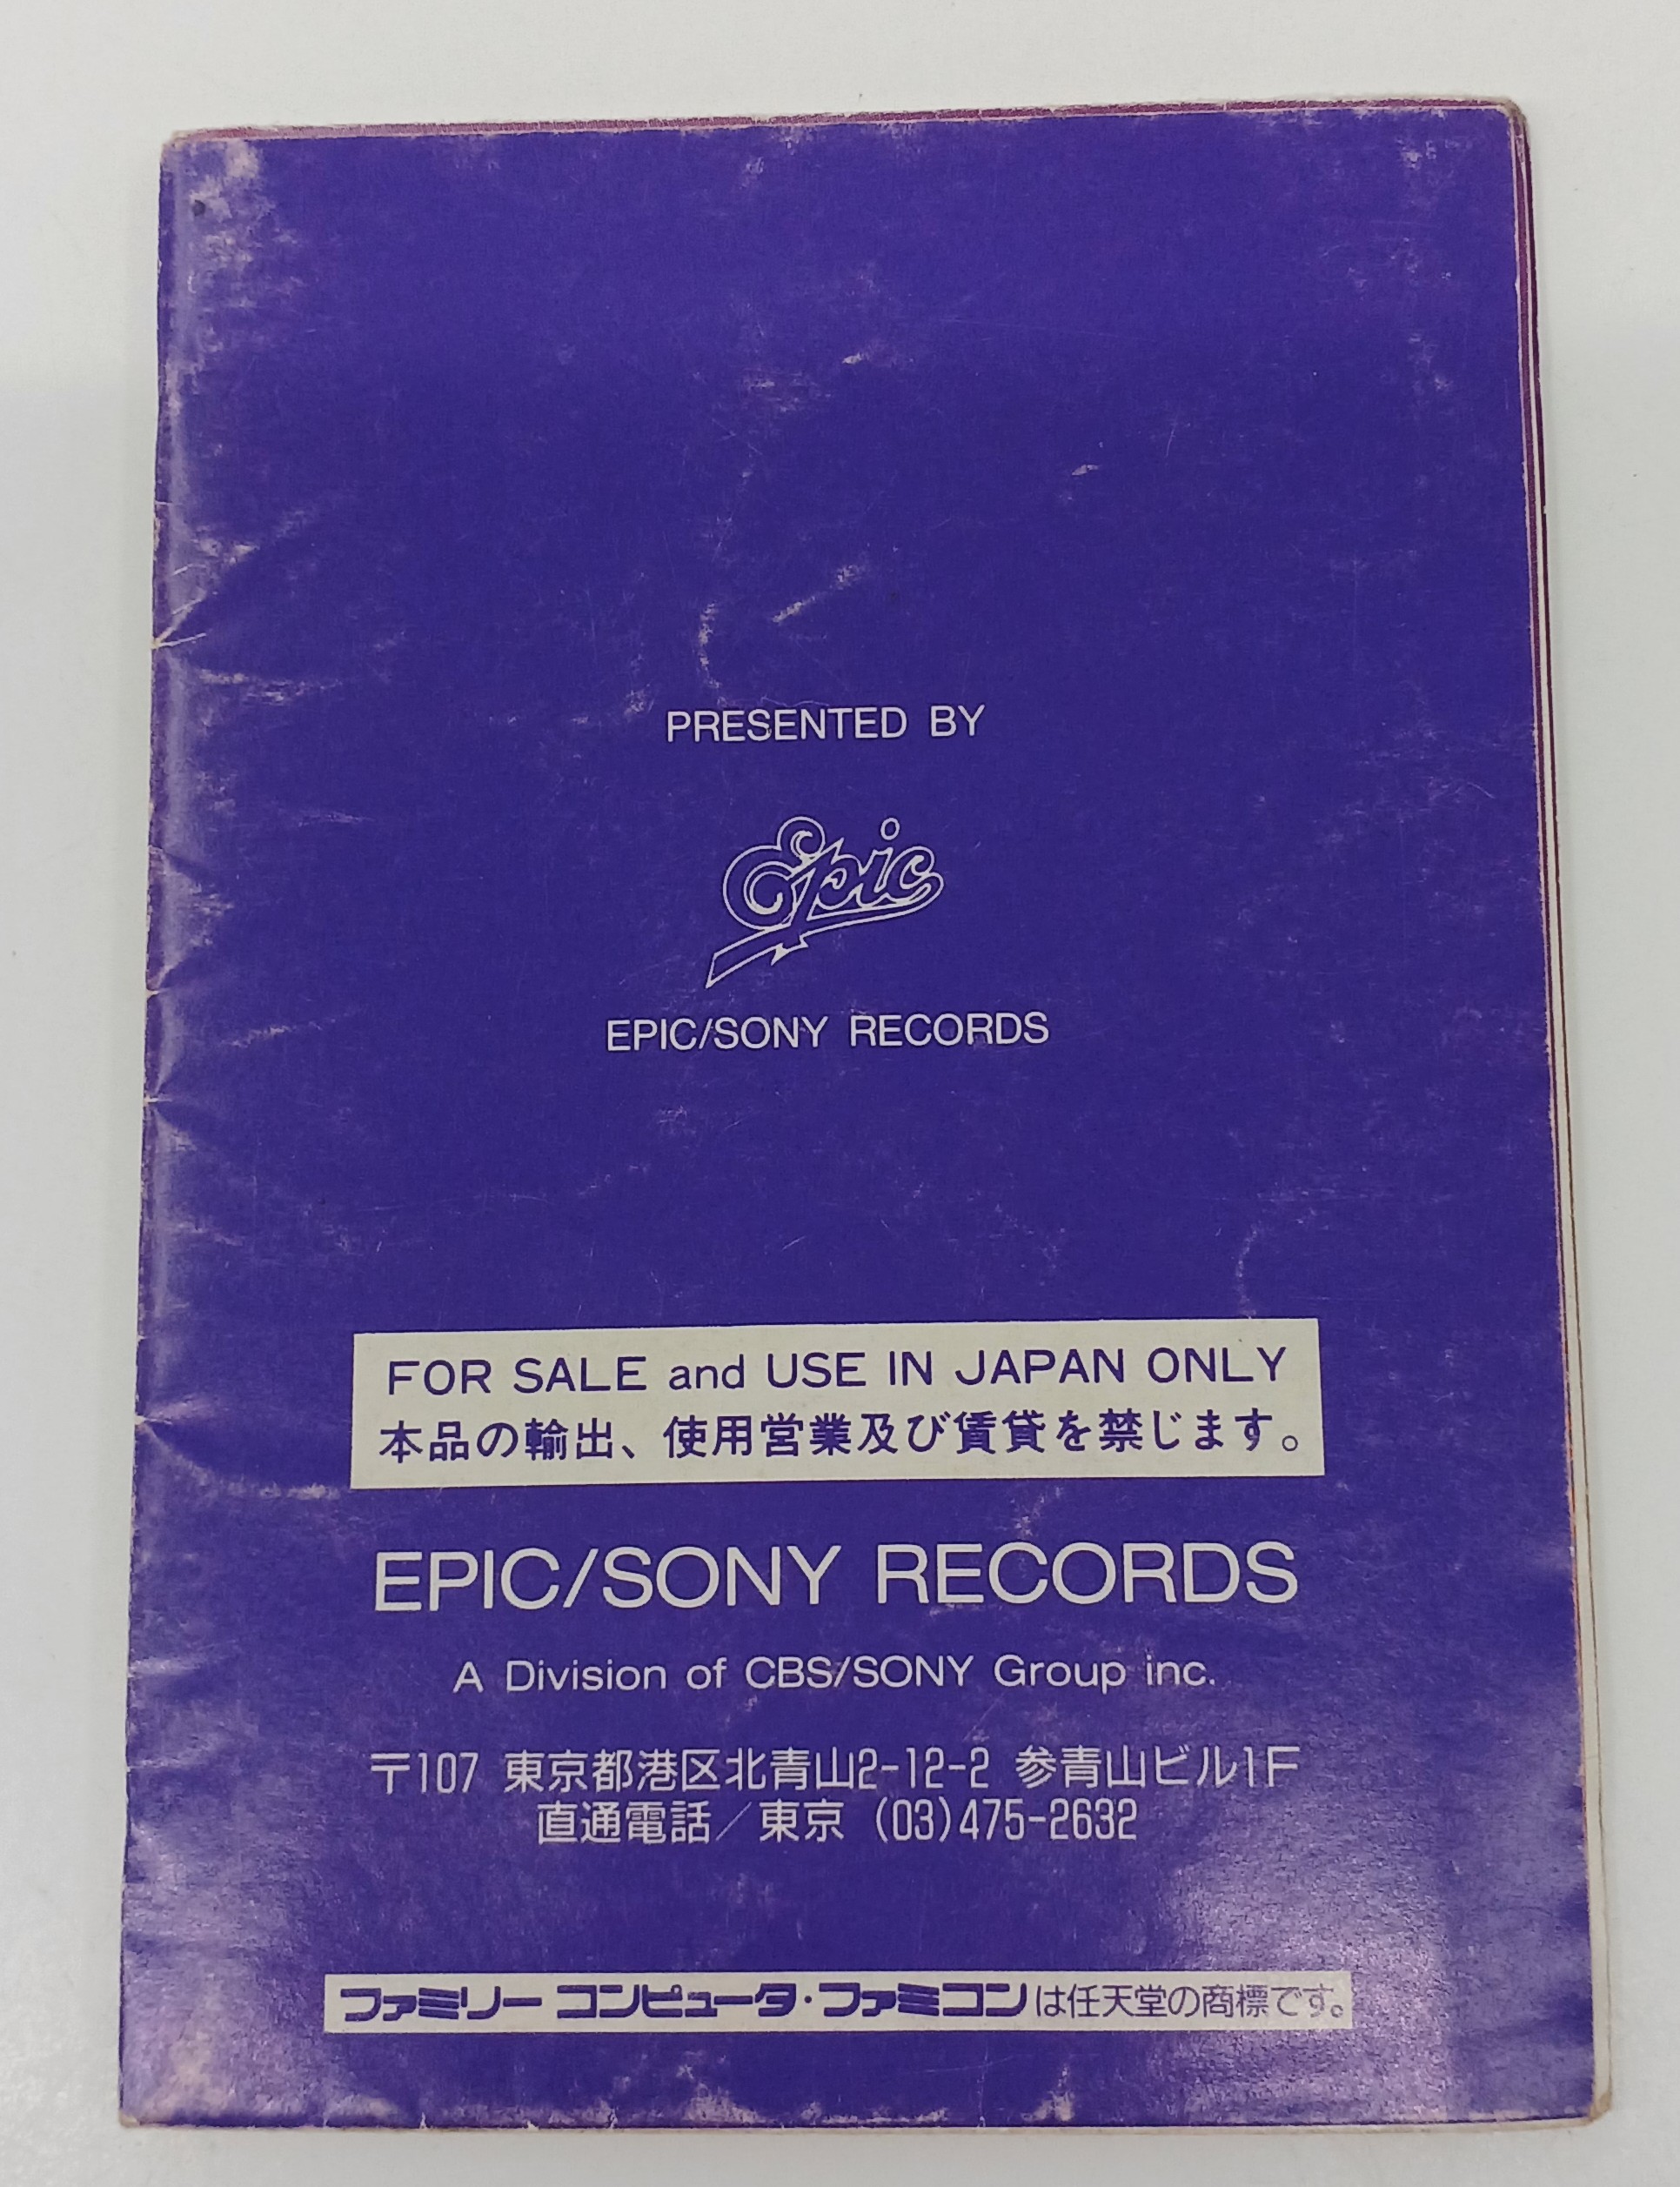 PRESENTED BY
Epic
EPIC/SONY RECORDS
FOR SALE and USE IN JAPAN ONLY
本品の輸出、使用営業及び賃貸を禁じます。
EPIC/SONY RECORDS
A Division of CBS/SONY Group inc.
〒107 東京都港区北青山2-12-2 参青山ビル1F
直通電話／東京 (03)475-2632
ファミリー コンピュータ・ファミコンは任天堂の商標です。